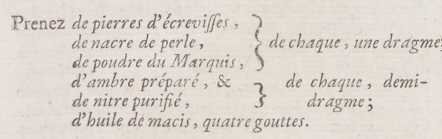 Prenez de pierres d'écrevisses,
de nacre de perle, de chaque, une dragme;
de poudre du Marquis,
d'ambre préparé, & de chaque, demi-
de nitre purifié, dragme;
d'huile de macis, quatre gouttes.